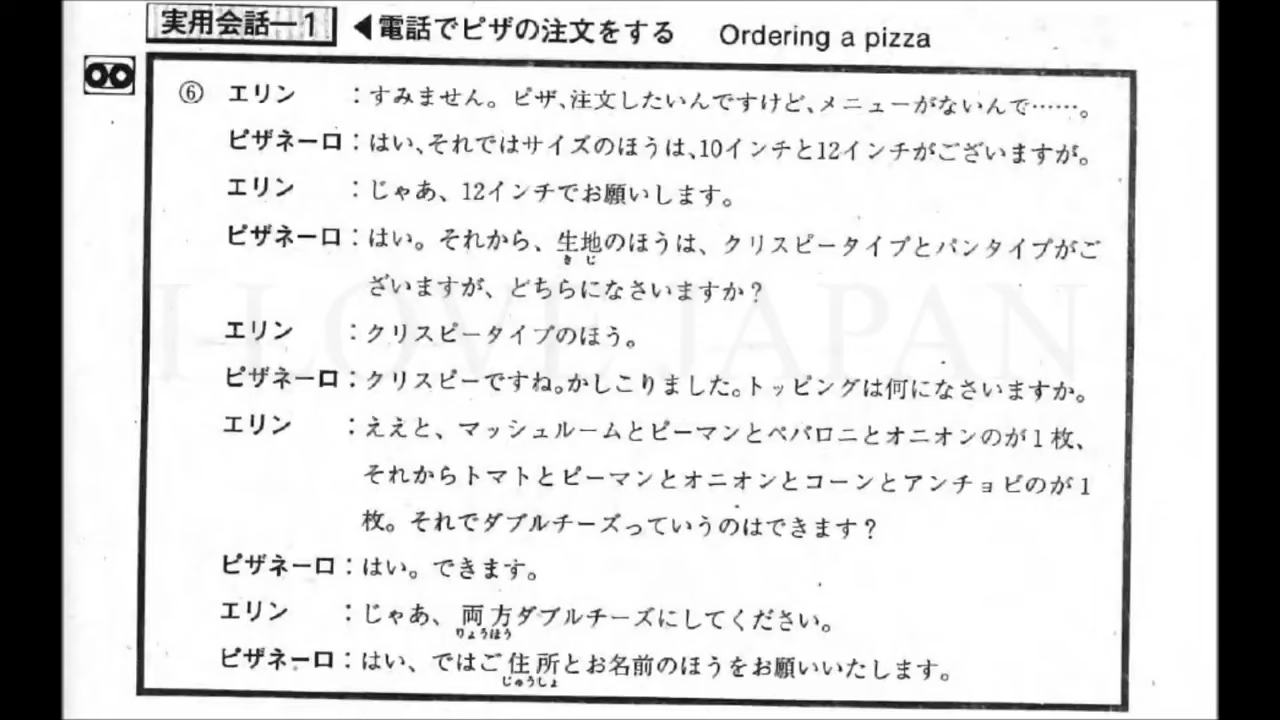 実用会話―1 ◀電話でピザの注文をする Ordering a pizza
⑥ エリン :すみません。ピザ、注文したいんですけど、メニューがないんで……。
ピザネーロ:はい、それではサイズのほうは、10インチと12インチがございますが。
エリン :じゃあ、12インチでお願いします。
ピザネーロ:はい。それから、生地のほうは、クリスピータイプとパンタイプがご
きじ
ざいますが、どちらになさいますか?
エリン :クリスピータイプのほう。
ピザネーロ:クリスピーですね。かしこりました。トッピングは何になさいますか。
エリン :ええと、マッシュルームとピーマンとペパロニとオニオンのが1枚、
それからトマトとピーマンとオニオンとコーンとアンチョビのが1
枚。それでダブルチーズっていうのはできます?
ピザネーロ:はい。できます。
エリン :じゃあ、両方ダブルチーズにしてください。
りょうほう
ピザネーロ:はい、ではご住所とお名前のほうをお願いいたします。
じゅうしょ
I LOVE JAPAN